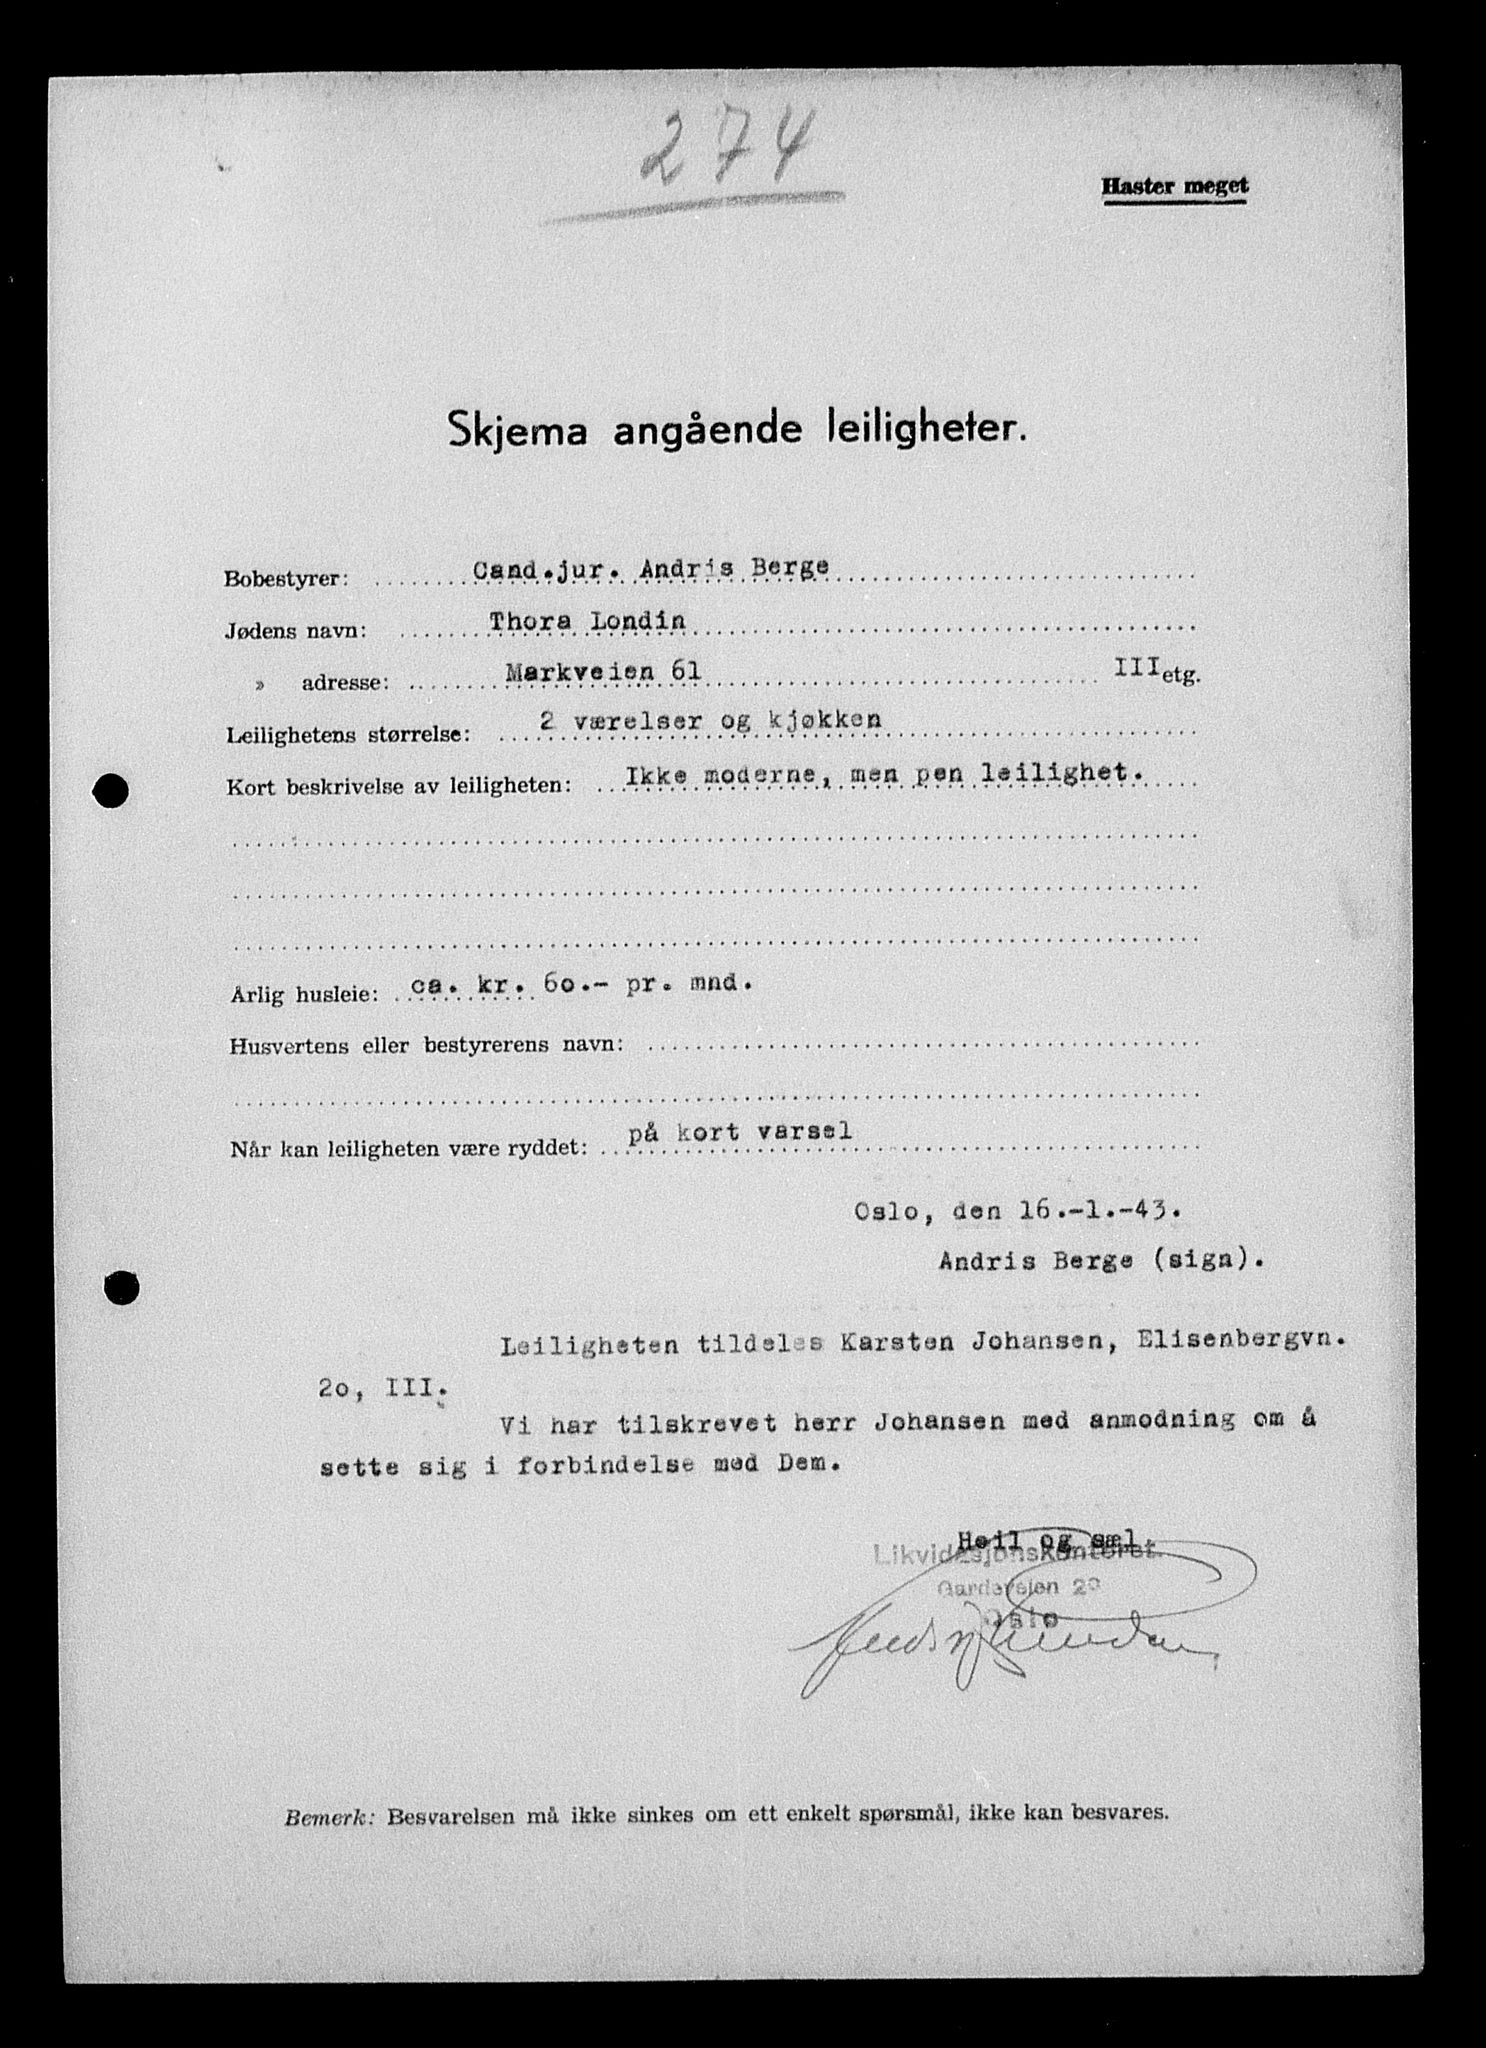 274
Haster meget
Skjema angående leiligheter.
Bobestyrer: Cand.jur. Andris Berge
Jødens navn: Thora Londin
» adresse: Markveien 61 III etg.
Leilighetens størrelse: 2 værelser og kjøkken
Kort beskrivelse av leiligheten: Ikke moderne, men pen leilighet.
Årlig husleie: ca. kr. 60.- pr. mnd.
Husvertens eller bestyrerens navn:
Når kan leiligheten være ryddet: på kort varsel
Oslo, den 16.-1.-43.
Andris Berge (sign).
Leiligheten tildeles Karsten Johansen, Elisenbergvn.
20, III.
Vi har tilskrevet herr Johansen med anmodning om å
sette sig i forbindelse med Dem.
Heil og sæl.
Likvidasjonskontoret
20
Oslo
Bemerk: Besvarelsen må ikke sinkes om ett enkelt spørsmål, ikke kan besvares.